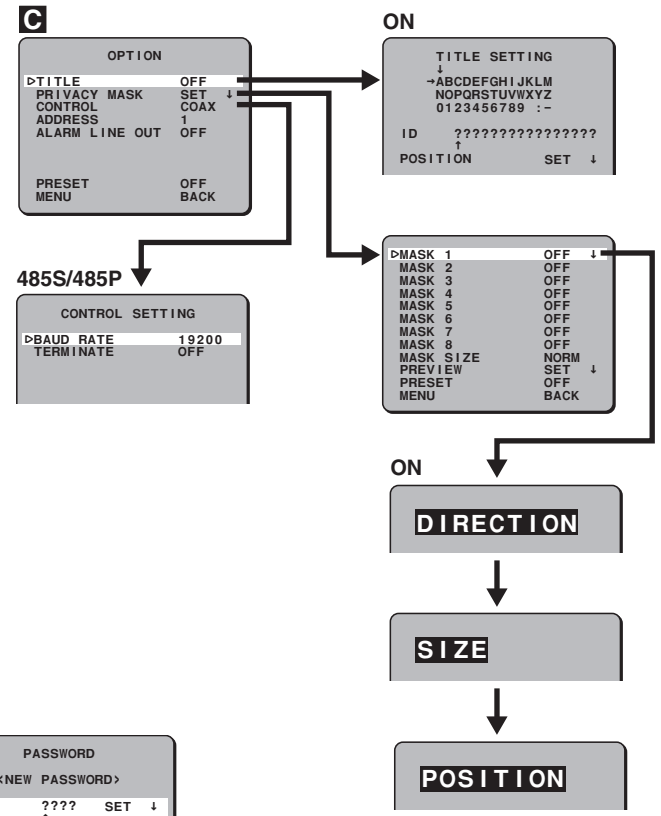 C
OPTION
▷TITLE OFF
PRIVACY MASK SET ↓
CONTROL COAX
ADDRESS 1
ALARM LINE OUT OFF
PRESET OFF
MENU BACK
ON
TITLE SETTING
↓
→ABCDEFGHIJKLM
NOPQRSTUVWXYZ
0123456789 :–
ID ????????????????
↑
POSITION SET ↓
485S/485P
CONTROL SETTING
▷BAUD RATE 19200
TERMINATE OFF
▷MASK 1 OFF ↓
MASK 2 OFF
MASK 3 OFF
MASK 4 OFF
MASK 5 OFF
MASK 6 OFF
MASK 7 OFF
MASK 8 OFF
MASK SIZE NORM
PREVIEW SET ↓
PRESET OFF
MENU BACK
ON
DIRECTION
SIZE
POSITION
PASSWORD
<NEW PASSWORD>
???? SET ↓